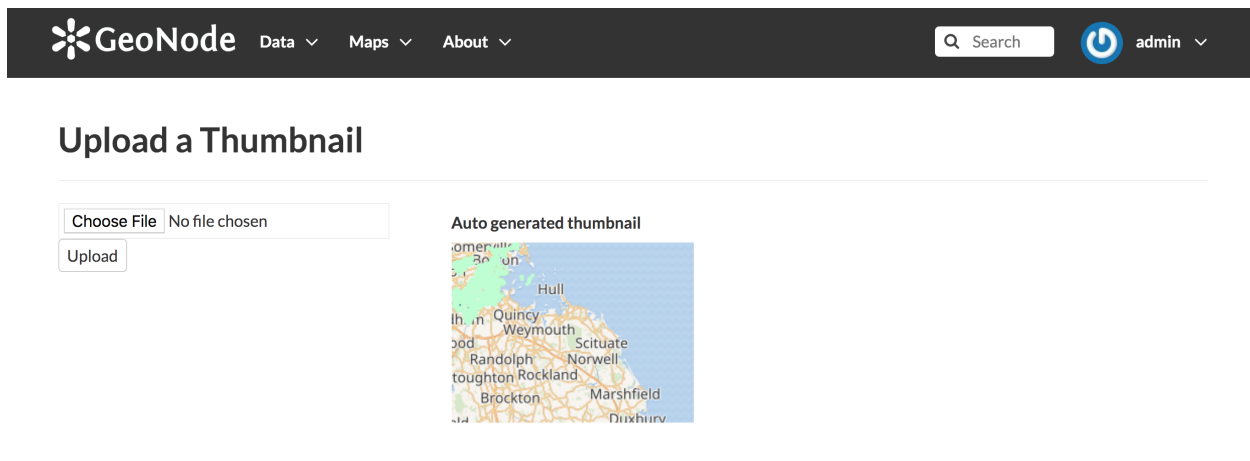 GeoNode Data Maps About Search admin
Upload a Thumbnail
Choose File No file chosen
Upload
Auto generated thumbnail
Hull
Quincy
Weymouth
Scituate
Randolph Norwell
toughton Rockland
Marshfield
Brockton
Duxbury